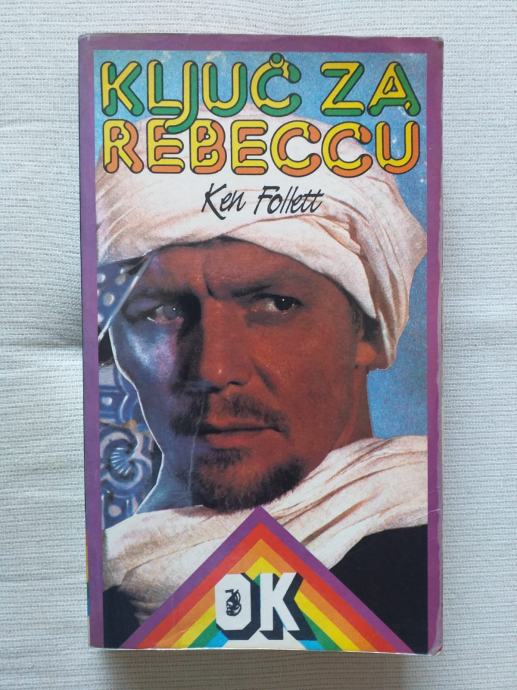 KLJUČ ZA
REBECCU
Ken Follett
OK